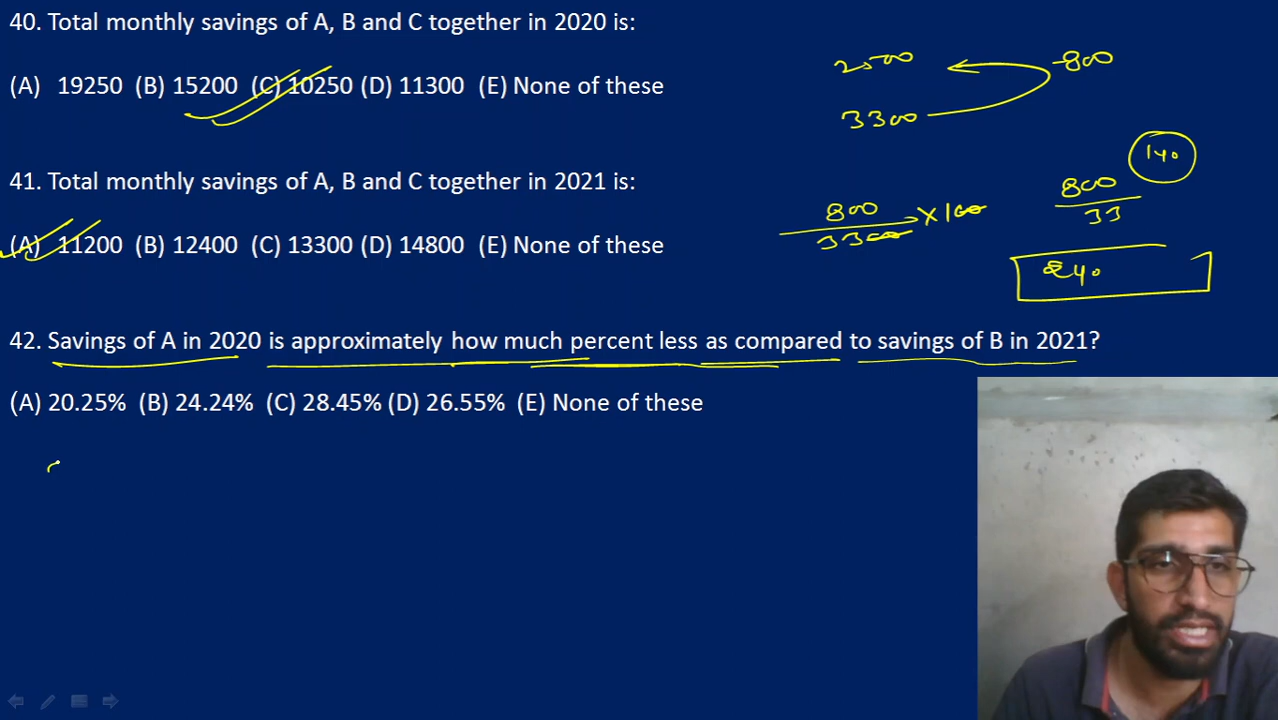 40. Total monthly savings of A, B and C together in 2020 is:
(A) 19250 (B) 15200 (C) 10250 (D) 11300 (E) None of these
2500
-800
3300
41. Total monthly savings of A, B and C together in 2021 is:
(A) 11200 (B) 12400 (C) 13300 (D) 14800 (E) None of these
800
3300
×100
140
800
33
240
42. Savings of A in 2020 is approximately how much percent less as compared to savings of B in 2021?
(A) 20.25% (B) 24.24% (C) 28.45% (D) 26.55% (E) None of these